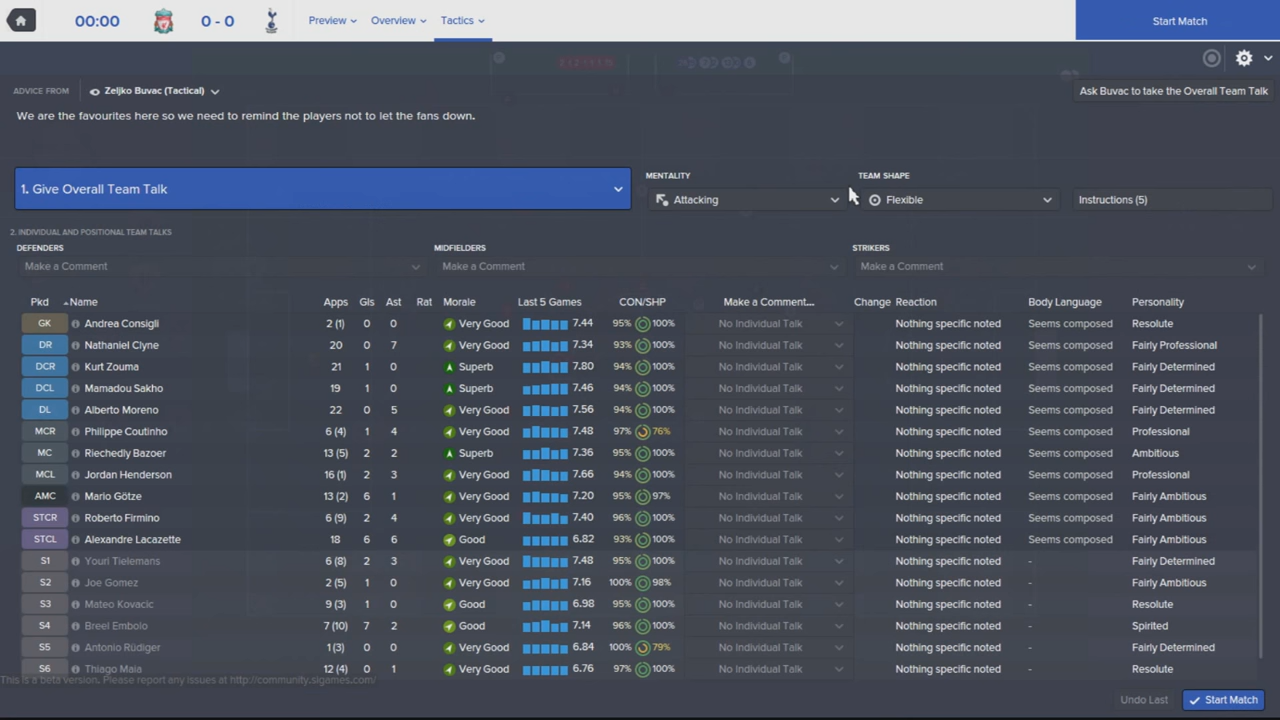 00:00 0 - 0 Preview Overview Tactics Start Match
ADVICE FROM Zeljko Buvac (Tactical) Ask Buvac to take the Overall Team Talk
We are the favourites here so we need to remind the players not to let the fans down.
MENTALITY TEAM SHAPE
1. Give Overall Team Talk Attacking Flexible Instructions (5)
2. INDIVIDUAL AND POSITIONAL TEAM TALKS
DEFENDERS MIDFIELDERS STRIKERS
Make a Comment Make a Comment Make a Comment
Pkd Name Apps Gls Ast Rat Morale Last 5 Games CON/SHP Make a Comment... Change Reaction Body Language Personality
GK Andrea Consigli 2 (1) 0 0 Very Good 7.44 95% 100% No Individual Talk Nothing specific noted Seems composed Resolute
DR Nathaniel Clyne 20 0 7 Very Good 7.34 93% 100% No Individual Talk Nothing specific noted Seems composed Fairly Professional
DCR Kurt Zouma 21 1 0 Superb 7.80 94% 100% No Individual Talk Nothing specific noted Seems composed Fairly Determined
DCL Mamadou Sakho 19 1 0 Superb 7.46 94% 100% No Individual Talk Nothing specific noted Seems composed Fairly Determined
DL Alberto Moreno 22 0 5 Very Good 7.56 94% 100% No Individual Talk Nothing specific noted Seems composed Fairly Determined
MCR Philippe Coutinho 6 (4) 1 4 Very Good 7.48 97% 76% No Individual Talk Nothing specific noted Seems composed Professional
MC Riechedly Bazoer 13 (5) 2 2 Superb 7.36 94% 100% No Individual Talk Nothing specific noted Seems composed Ambitious
MCL Jordan Henderson 16 (1) 2 3 Very Good 7.66 94% 100% No Individual Talk Nothing specific noted Seems composed Professional
AMC Mario Götze 13 (2) 6 1 Very Good 7.20 95% 97% No Individual Talk Nothing specific noted Seems composed Fairly Ambitious
STCR Roberto Firmino 6 (9) 2 4 Very Good 7.40 96% 100% No Individual Talk Nothing specific noted Seems composed Fairly Ambitious
STCL Alexandre Lacazette 18 6 6 Good 6.82 93% 100% No Individual Talk Nothing specific noted Seems composed Fairly Ambitious
S1 Youri Tielemans 6 (8) 2 3 Very Good 7.48 95% 100% No Individual Talk Nothing specific noted - Fairly Determined
S2 Joe Gomez 2 (5) 1 0 Very Good 7.16 100% 98% No Individual Talk Nothing specific noted - Fairly Ambitious
S3 Mateo Kovacic 9 (3) 1 0 Good 6.98 95% 100% No Individual Talk Nothing specific noted - Resolute
S4 Breel Embolo 7 (10) 7 2 Good 7.14 96% 100% No Individual Talk Nothing specific noted - Spirited
S5 Antonio Rüdiger 1 (3) 0 0 Very Good 6.84 100% 79% No Individual Talk Nothing specific noted - Fairly Determined
S6 Thiago Maia 12 (4) 0 1 Very Good 6.76 97% 100% No Individual Talk Nothing specific noted - Resolute
This is a beta version. Please report any issues at http://community.sigames.com/
Undo Last Start Match